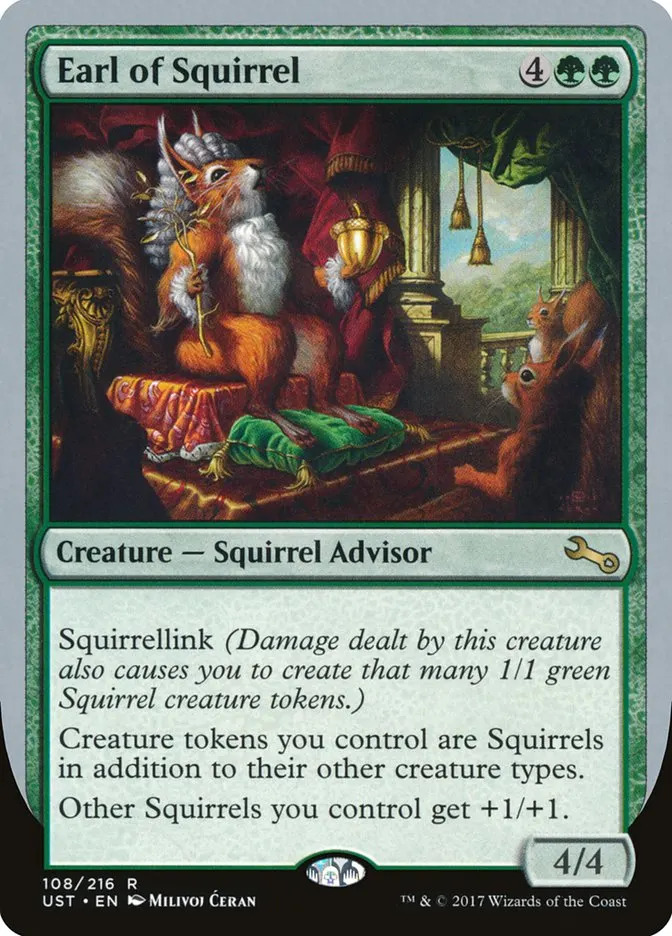 Earl of Squirrel 4
Creature — Squirrel Advisor
Squirrellink (Damage dealt by this creature
also causes you to create that many 1/1 green
Squirrel creature tokens.)
Creature tokens you control are Squirrels
in addition to their other creature types.
Other Squirrels you control get +1/+1.
4/4
108/216 R
UST • EN Milivoj Ćeran
™ & © 2017 Wizards of the Coast